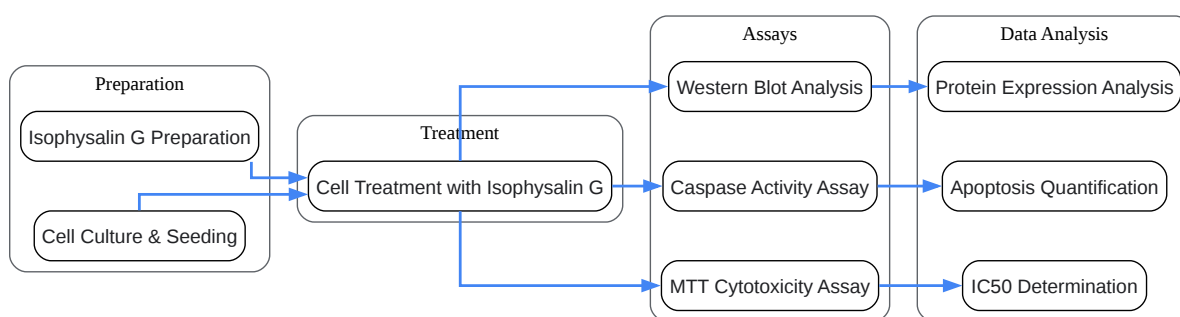 Preparation
Isophysalin G Preparation
Cell Culture & Seeding
Treatment
Cell Treatment with Isophysalin G
Assays
Western Blot Analysis
Caspase Activity Assay
MTT Cytotoxicity Assay
Data Analysis
Protein Expression Analysis
Apoptosis Quantification
IC50 Determination